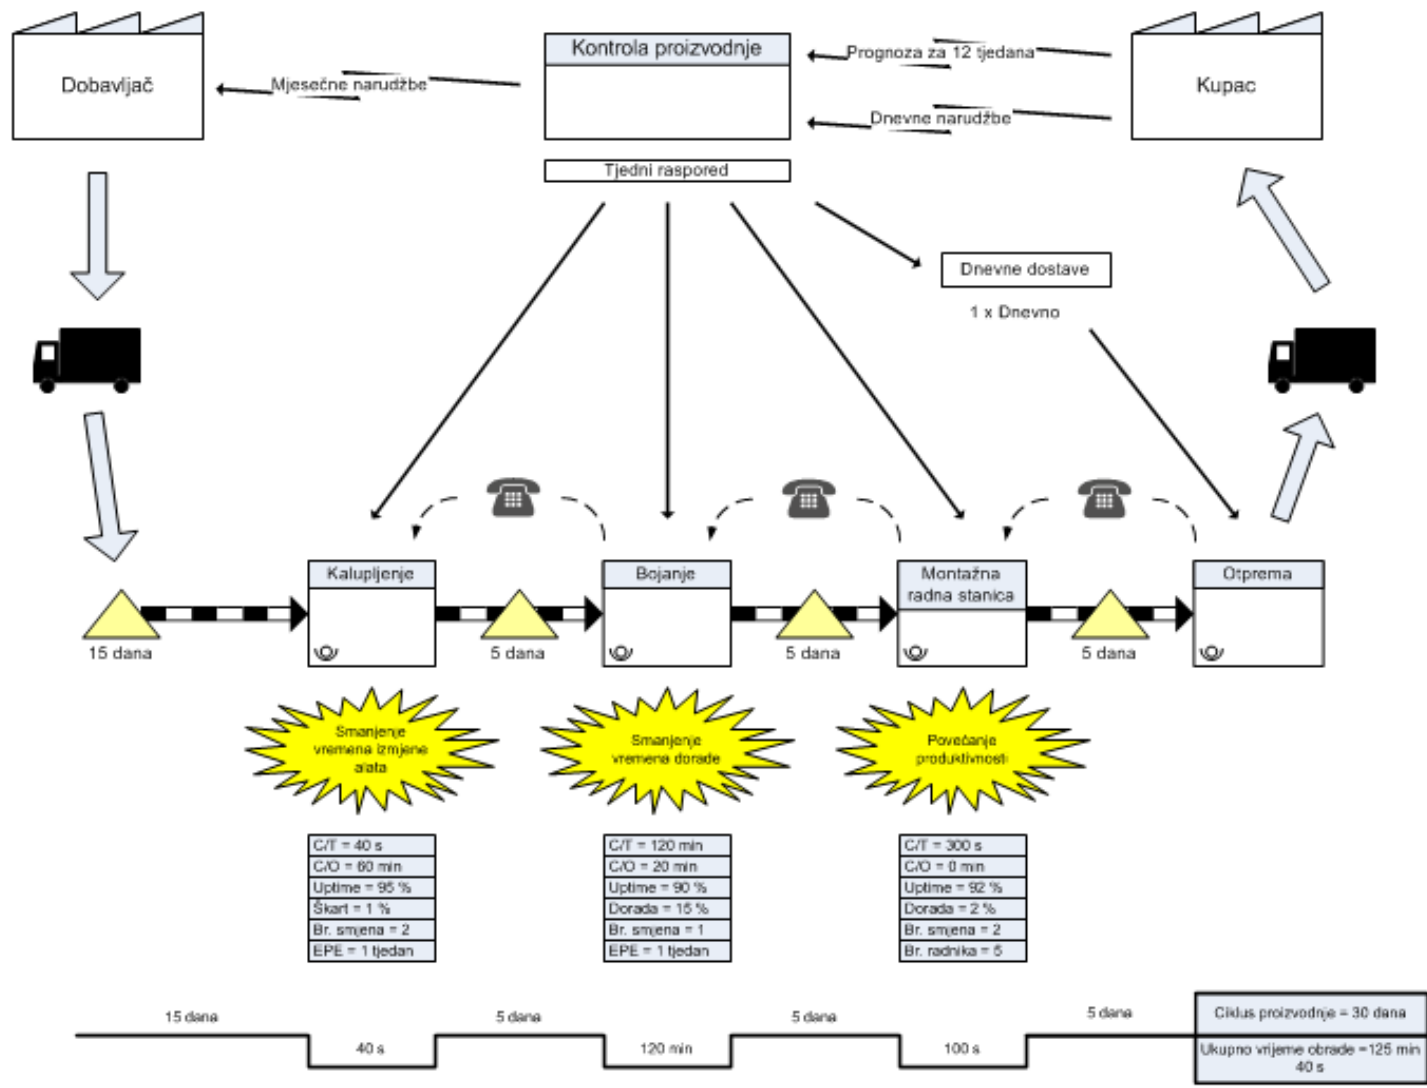 Dobavljač
Mjesečne narudžbe
Kontrola proizvodnje
Prognoza za 12 tjedana
Dnevne narudžbe
Kupac
Tjedni raspored
Dnevne dostave
1 x Dnevno
Kalupljenje
Bojanje
Montažna
radna stanica
Otprema
15 dana
5 dana
5 dana
5 dana
Smanjenje
vremena izmjene
alata
Smanjenje
vremena dorade
Povećanje
produktivnosti
C/T = 40 s
C/O = 60 min
Uptime = 95 %
Škart = 1 %
Br. smjena = 2
EPE = 1 tjedan
C/T = 120 min
C/O = 20 min
Uptime = 90 %
Dorada = 15 %
Br. smjena = 1
EPE = 1 tjedan
C/T = 300 s
C/O = 0 min
Uptime = 92 %
Dorada = 2 %
Br. smjena = 2
Br. radnika = 5
15 dana
5 dana
5 dana
5 dana
40 s
120 min
100 s
Ciklus proizvodnje = 30 dana
Ukupno vrijeme obrade =125 min
40 s